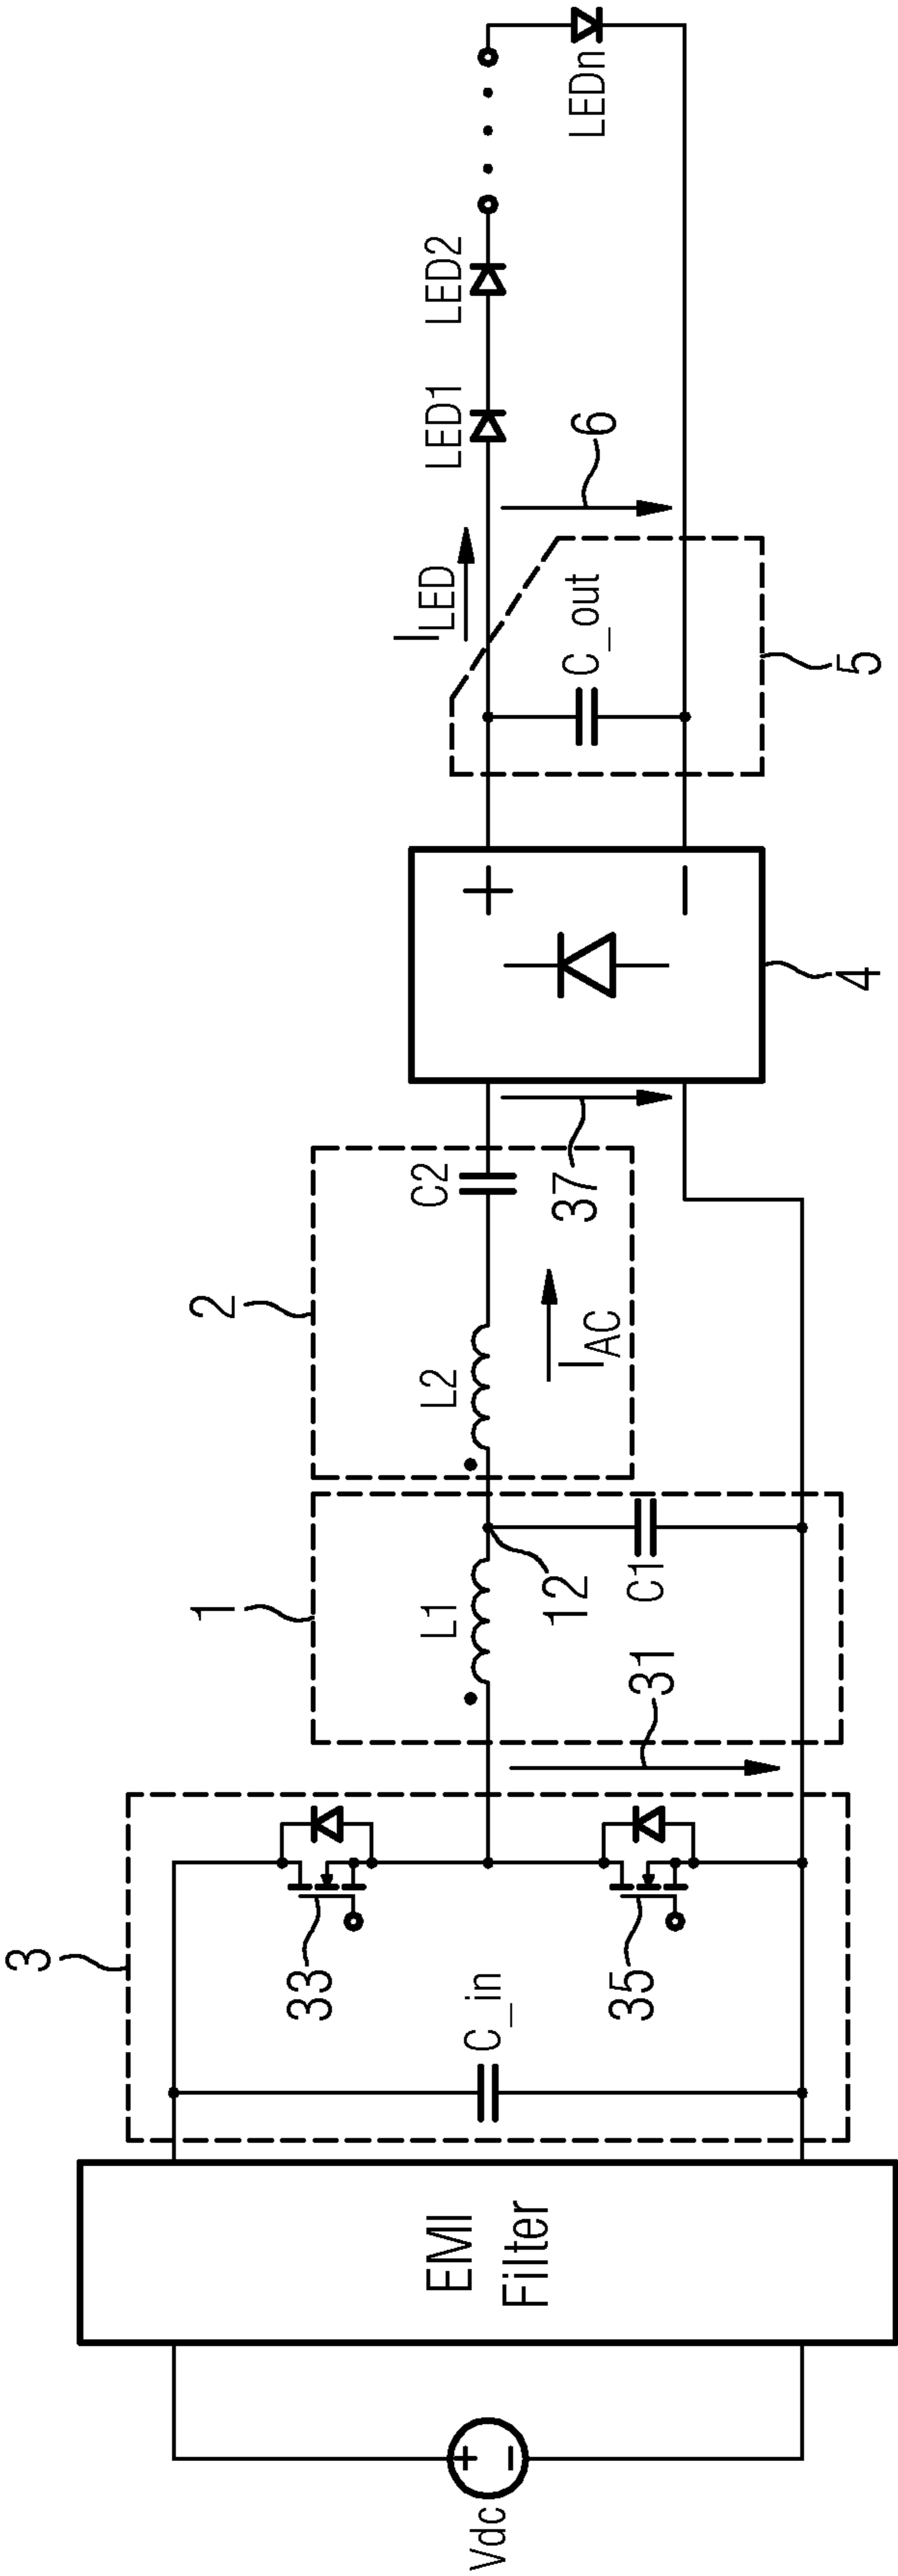 Vdc
+
−
EMI
Filter
3
C_in
33
35
31
1
L1
12
C1
2
L2
C2
I_AC
37
4
+
−
5
C_out
I_LED
6
LED1
LED2
LEDn